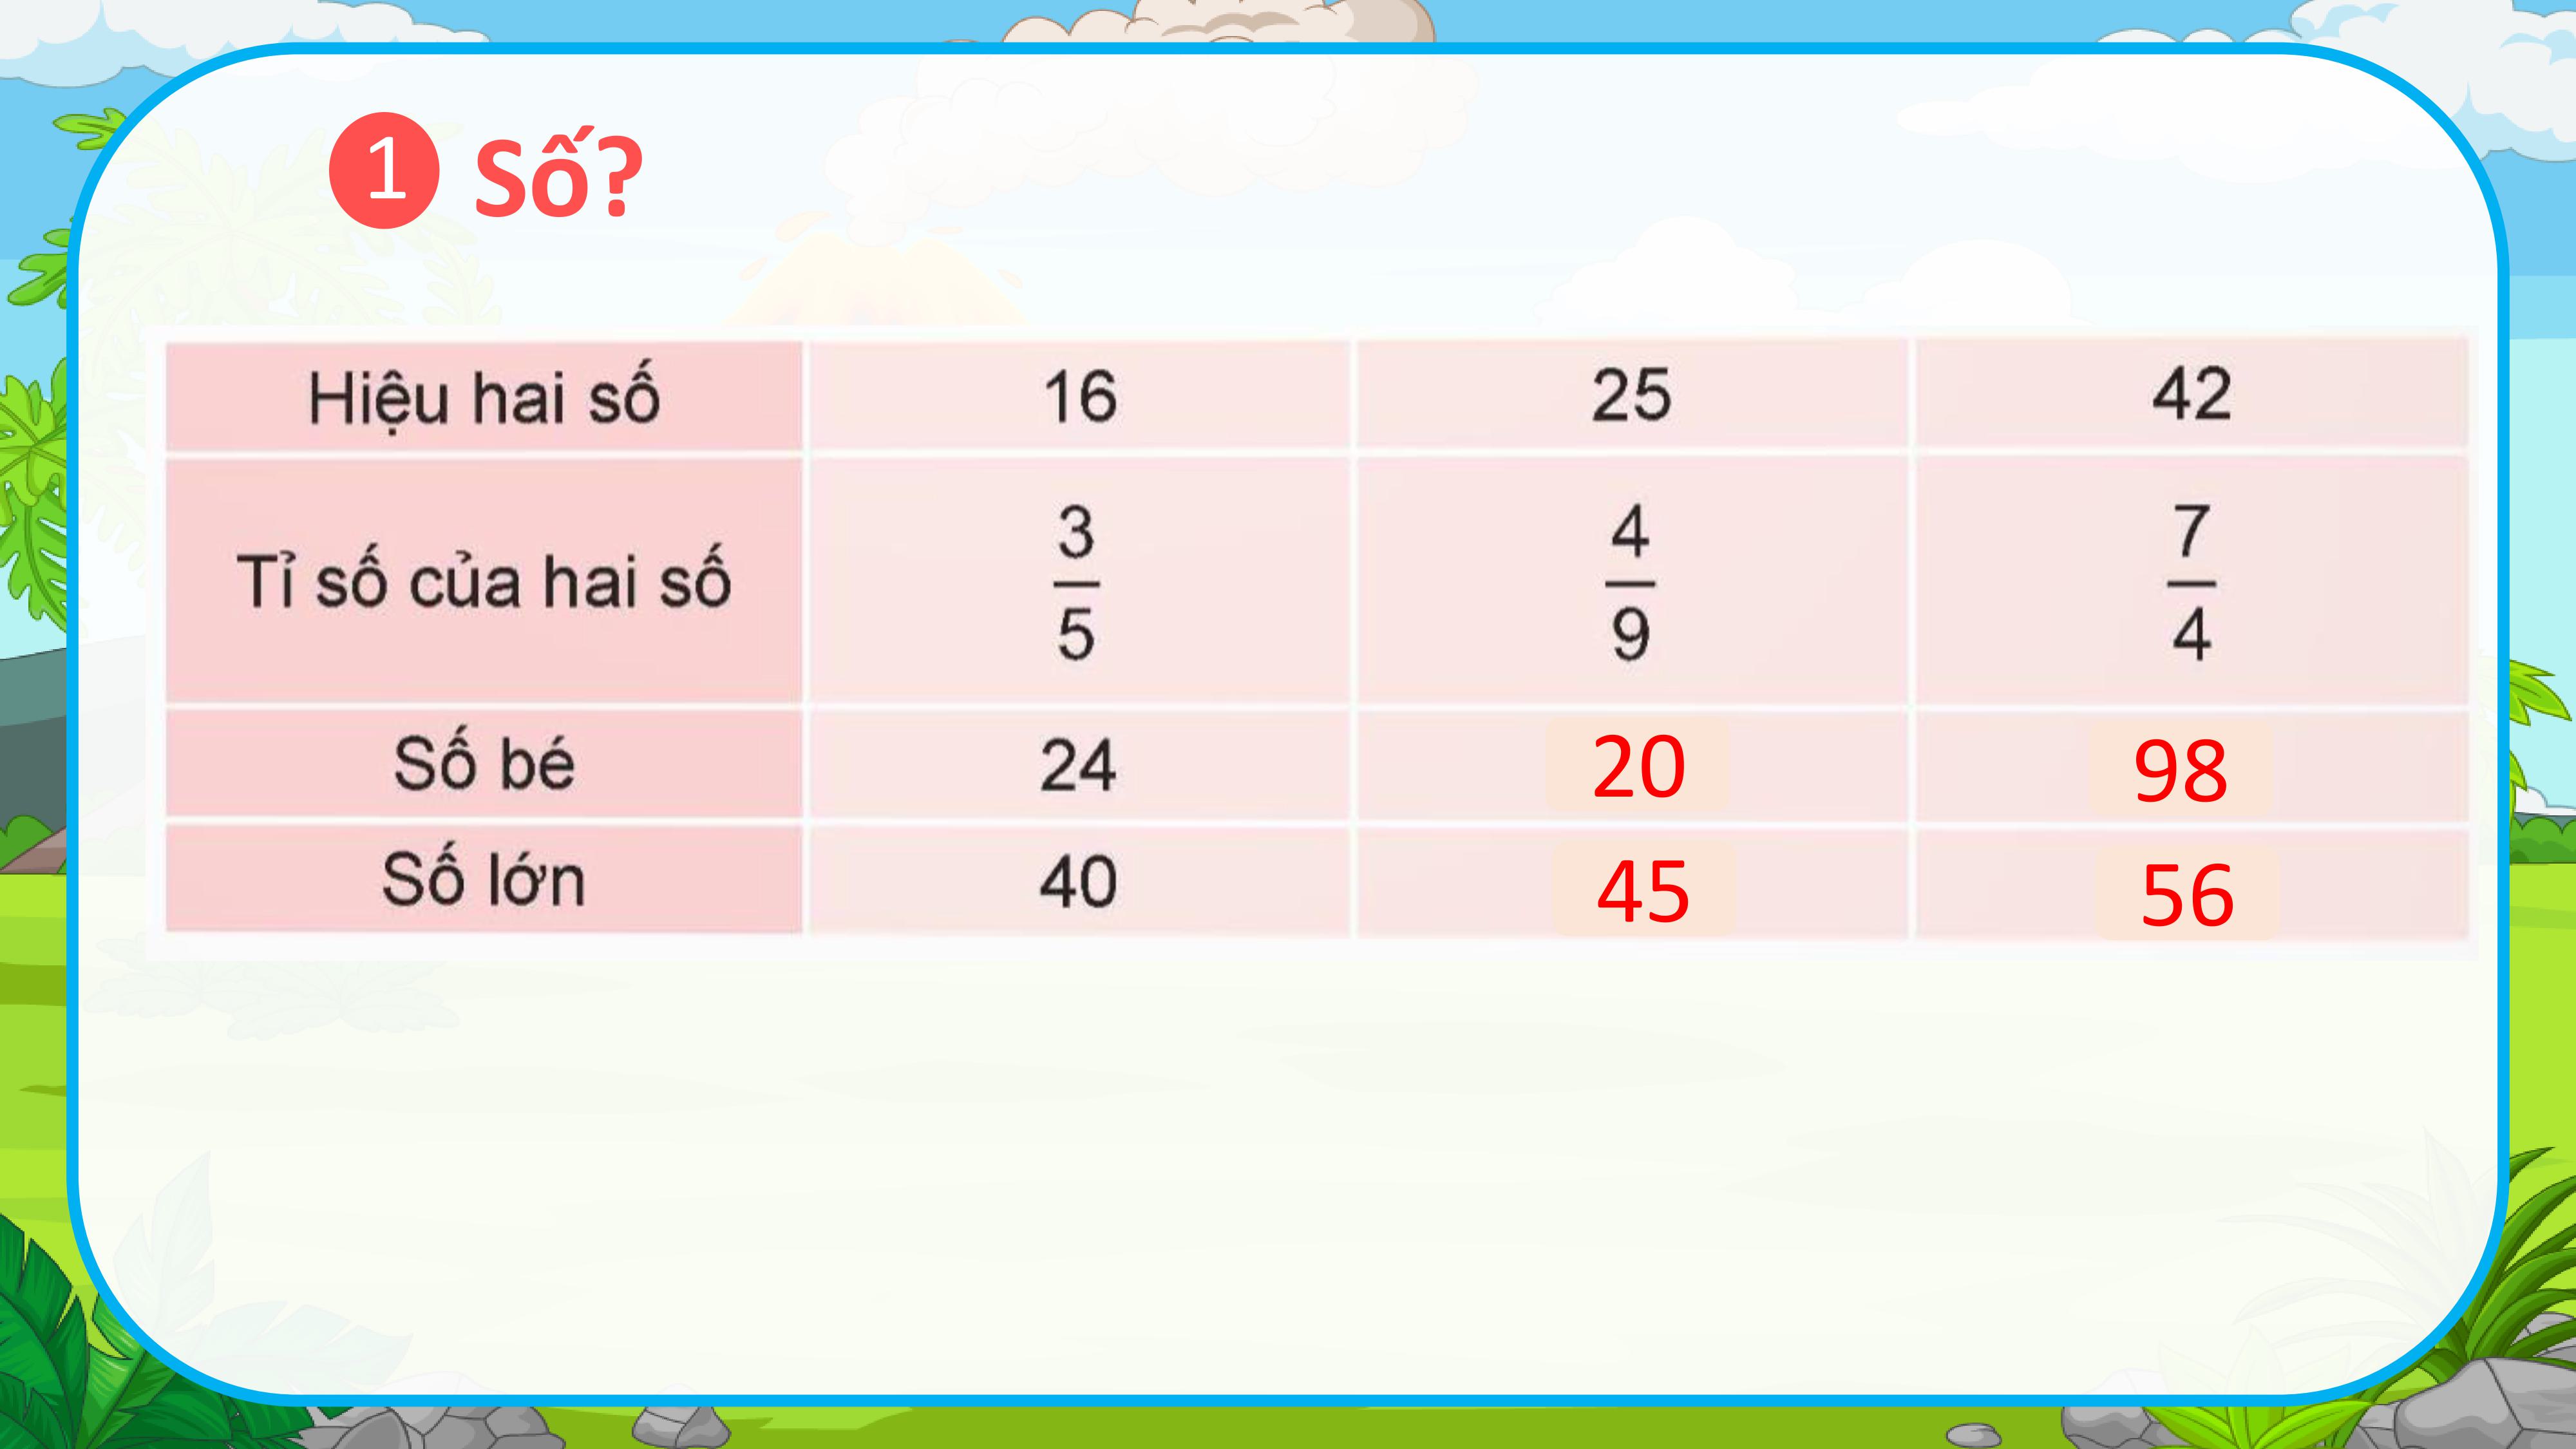 1 Số?
Hiệu hai số 16 25 42
Tỉ số của hai số 3/5 4/9 7/4
Số bé 24 20 98
Số lớn 40 45 56